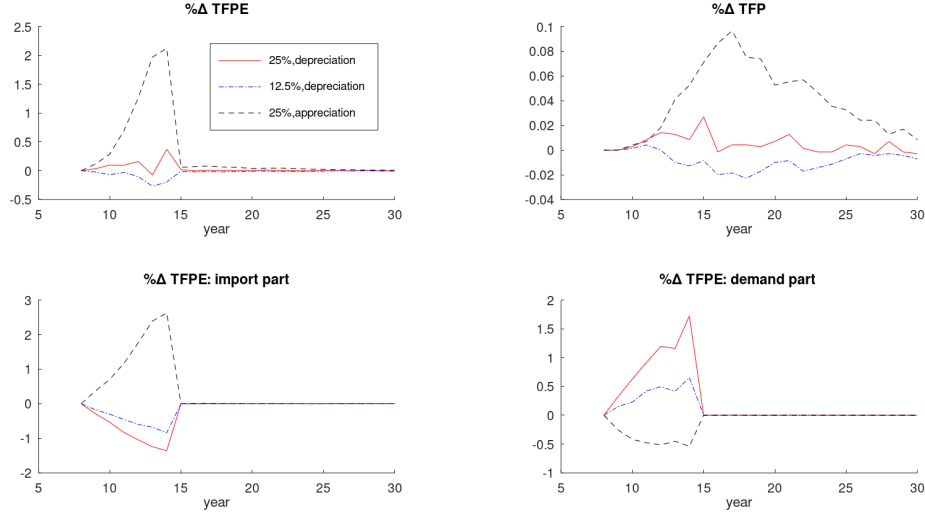 %Δ TFPE
2.5
2
1.5
1
0.5
0
-0.5
5 10 15 20 25 30
year
25%,depreciation
12.5%,depreciation
25%,appreciation
%Δ TFP
0.1
0.08
0.06
0.04
0.02
0
-0.02
-0.04
5 10 15 20 25 30
year
%Δ TFPE: import part
3
2
1
0
-1
-2
5 10 15 20 25 30
year
%Δ TFPE: demand part
2
1.5
1
0.5
0
-0.5
-1
5 10 15 20 25 30
year